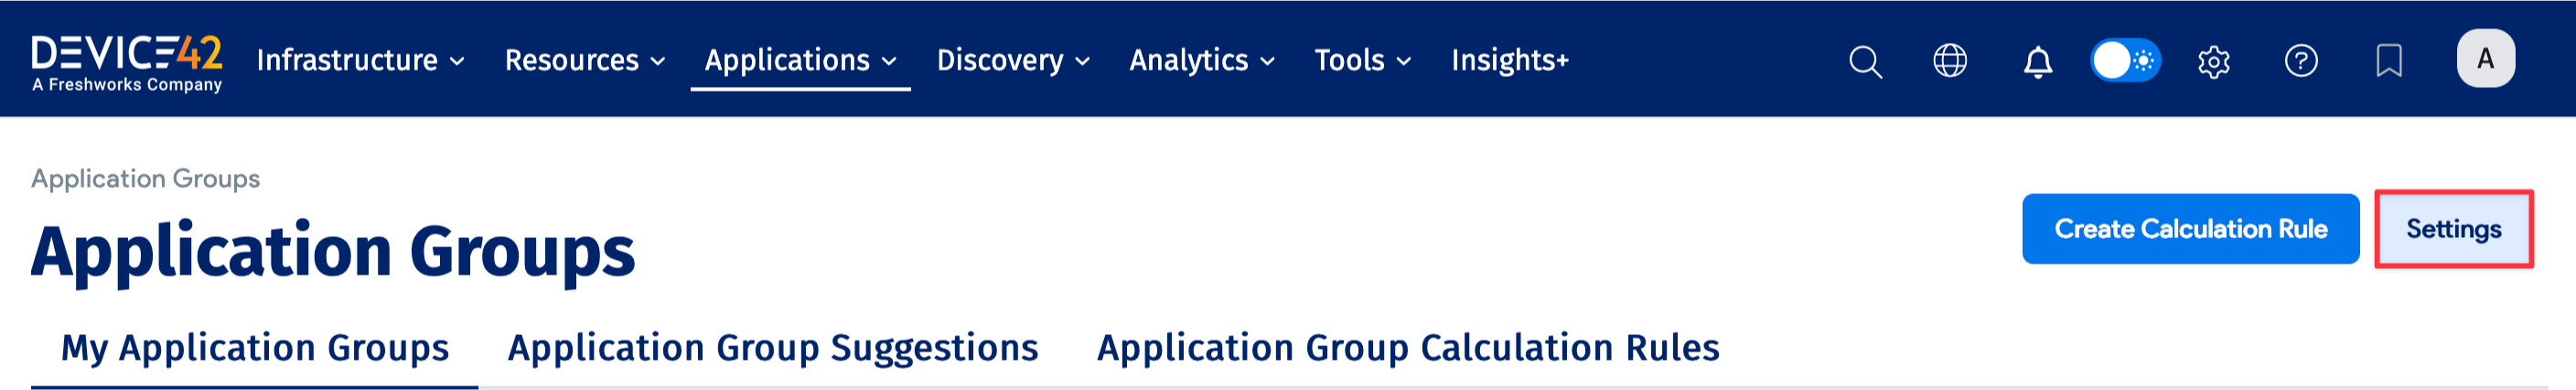 DEVICE42
A Freshworks Company
Infrastructure Resources Applications Discovery Analytics Tools Insights+
A
Application Groups
Application Groups
Create Calculation Rule
Settings
My Application Groups Application Group Suggestions Application Group Calculation Rules